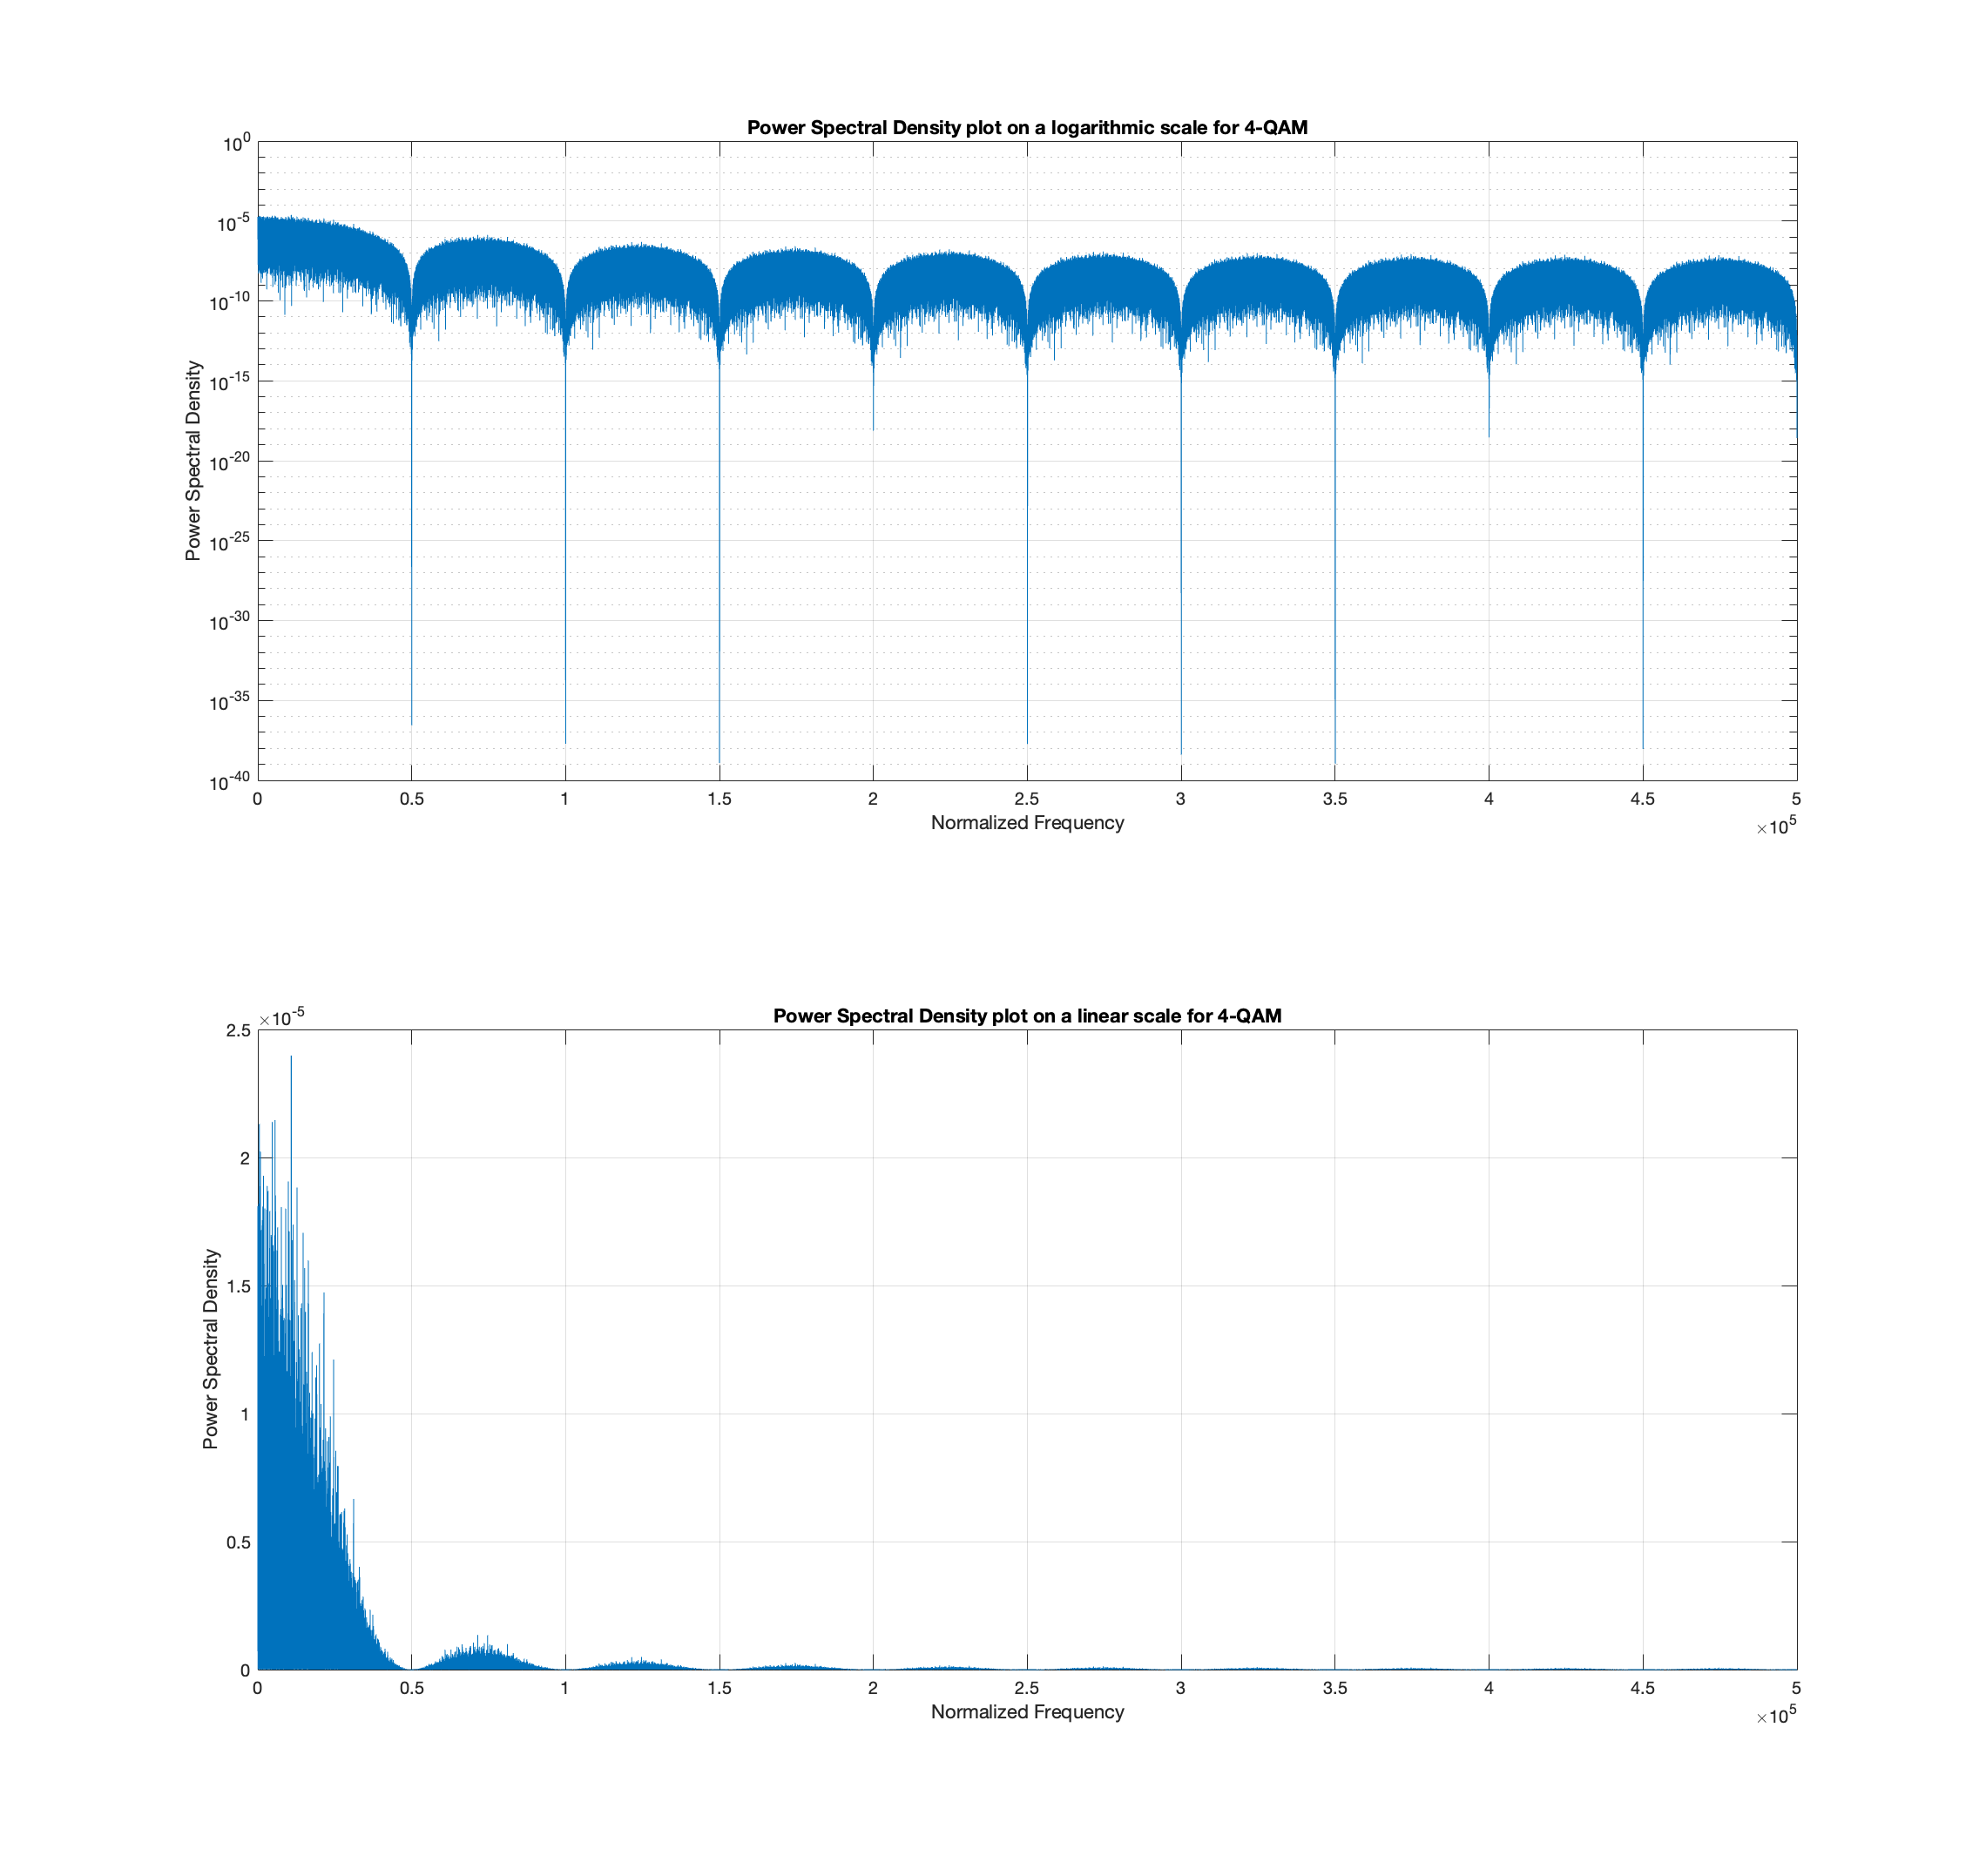 Power Spectral Density plot on a logarithmic scale for 4-QAM
10^0
10^-5
10^-10
10^-15
10^-20
10^-25
10^-30
10^-35
10^-40
Power Spectral Density
0 0.5 1 1.5 2 2.5 3 3.5 4 4.5 5
Normalized Frequency
×10^5
Power Spectral Density plot on a linear scale for 4-QAM
×10^-5
2.5
2
1.5
1
0.5
0
Power Spectral Density
0 0.5 1 1.5 2 2.5 3 3.5 4 4.5 5
Normalized Frequency
×10^5